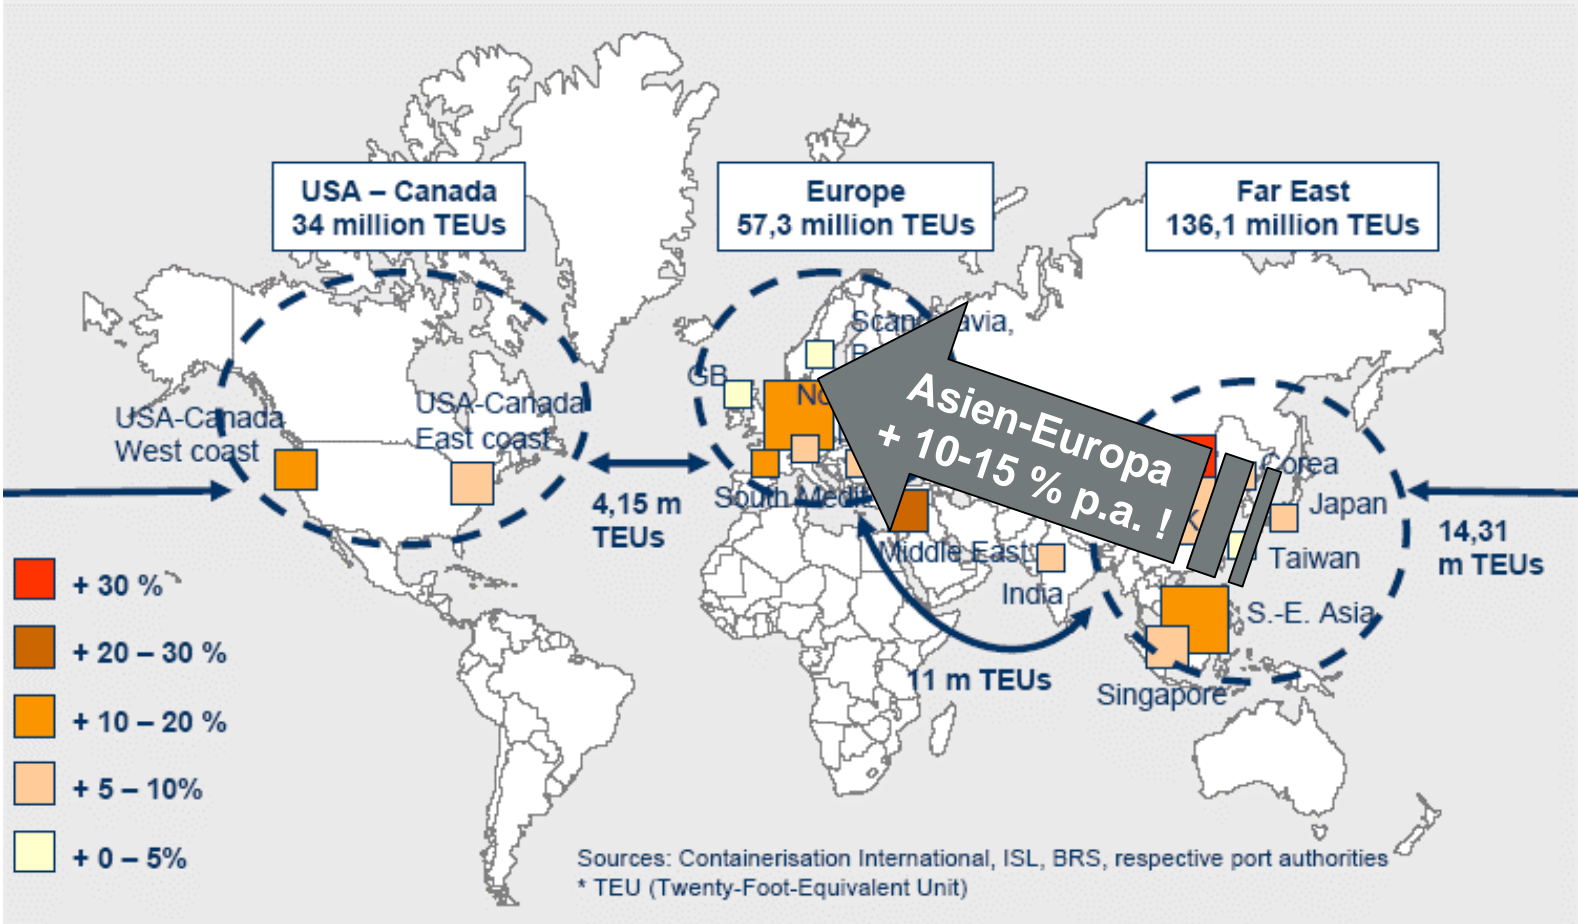 USA – Canada
34 million TEUs
Europe
57,3 million TEUs
Far East
136,1 million TEUs
GB
USA-Canada
West coast
USA-Canada
East coast
Asien-Europa
+ 10-15 % p.a. !
4,15 m
TEUs
Middle East
India
Corea
Japan
Taiwan
14,31
m TEUs
S.-E. Asia
Singapore
11 m TEUs
+ 30 %
+ 20 – 30 %
+ 10 – 20 %
+ 5 – 10%
+ 0 – 5%
South
Sources: Containerisation International, ISL, BRS, respective port authorities
* TEU (Twenty-Foot-Equivalent Unit)